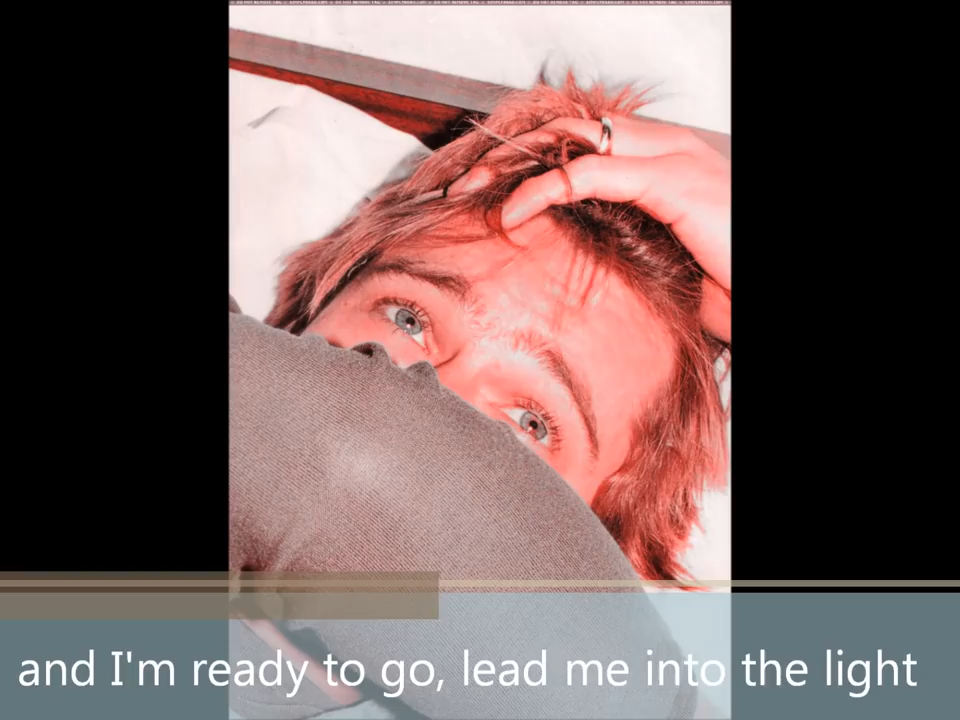 and I'm ready to go, lead me into the light